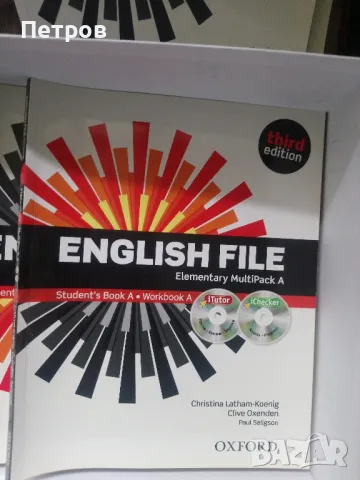 Петров
third
edition
ENGLISH FILE
Elementary MultiPack A
Student's Book A • Workbook A
iTutor
iChecker
Christina Latham-Koenig
Clive Oxenden
Paul Seligson
OXFORD
BAZAR